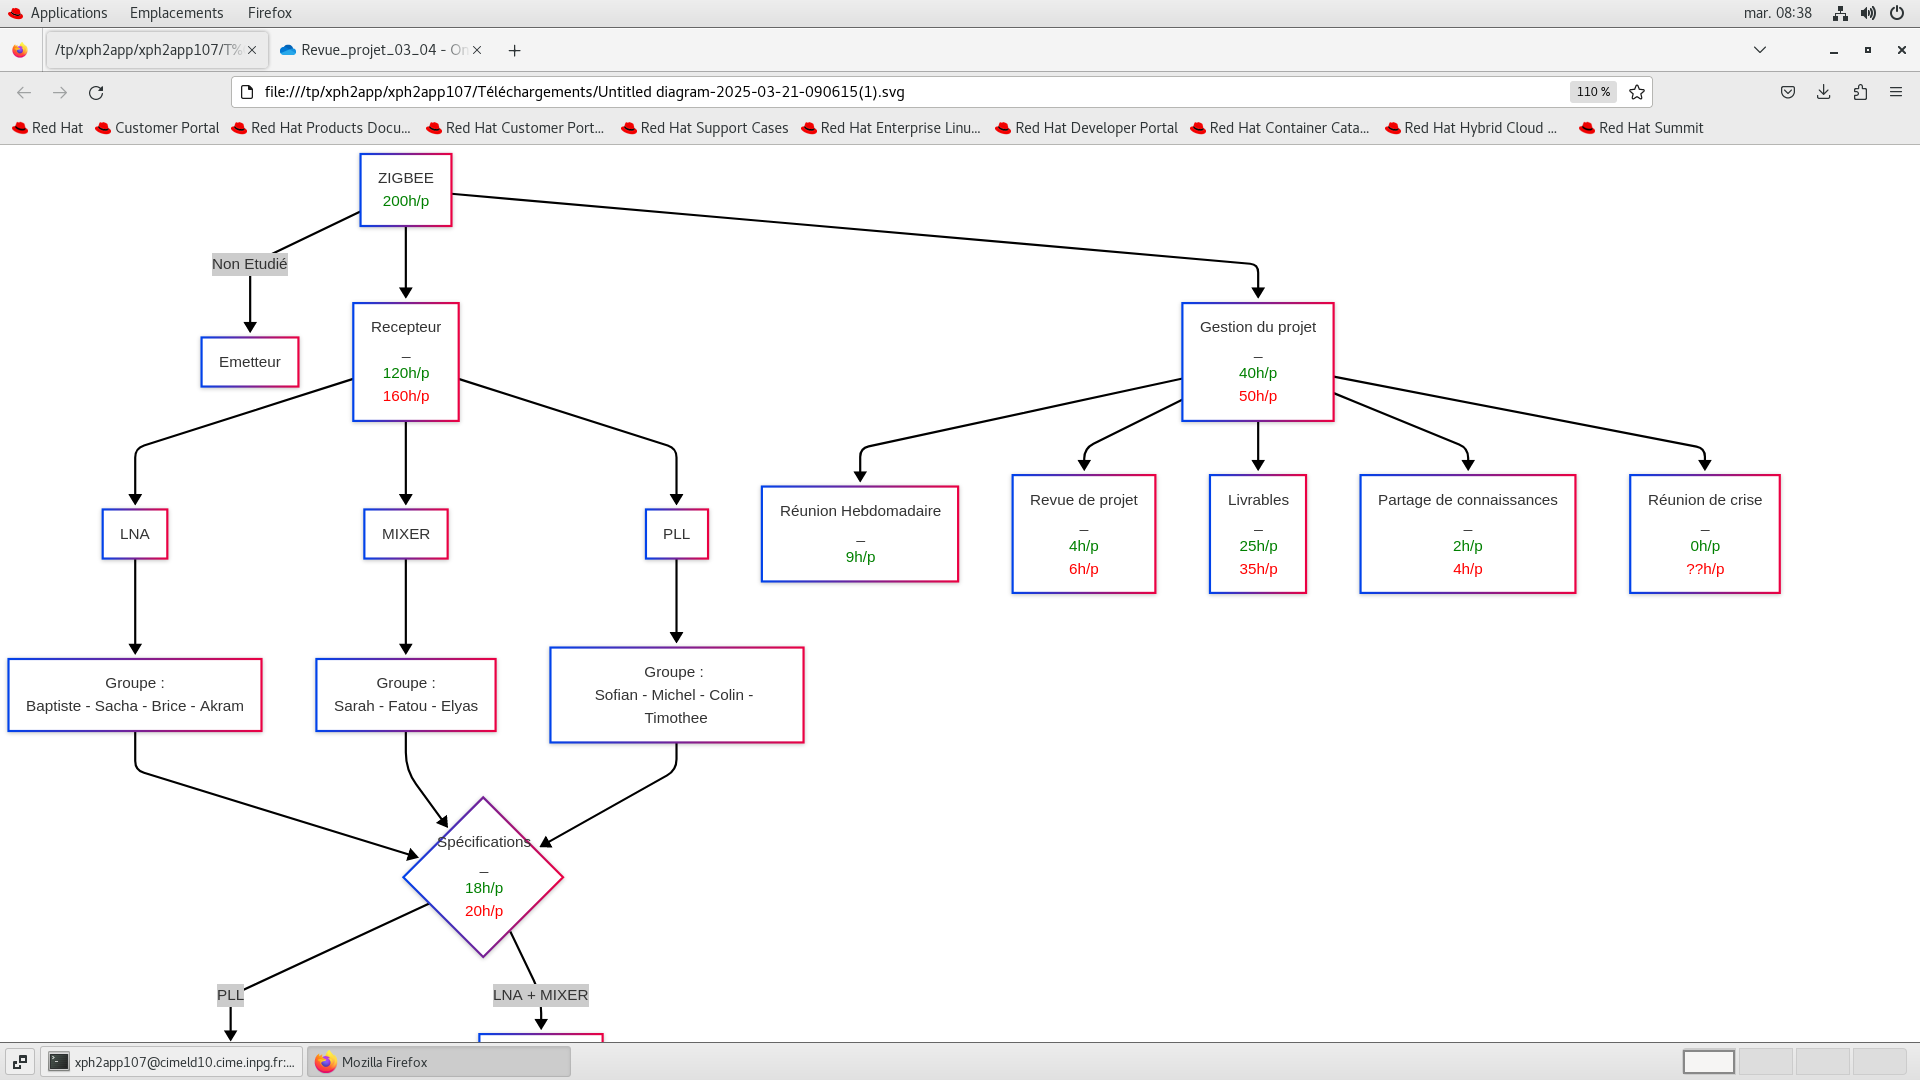 Applications
Emplacements
Firefox
mar. 08:38
/tp/xph2app/xph2app107/T%
Revue_projet_03_04 - On
file:///tp/xph2app/xph2app107/Téléchargements/Untitled diagram-2025-03-21-090615(1).svg
110 %
Red Hat
Customer Portal
Red Hat Products Docu...
Red Hat Customer Port...
Red Hat Support Cases
Red Hat Enterprise Linu...
Red Hat Developer Portal
Red Hat Container Cata...
Red Hat Hybrid Cloud ...
Red Hat Summit
ZIGBEE
200h/p
Non Etudié
Emetteur
Recepteur
_
120h/p
160h/p
Gestion du projet
_
40h/p
50h/p
LNA
MIXER
PLL
Réunion Hebdomadaire
_
9h/p
Revue de projet
_
4h/p
6h/p
Livrables
_
25h/p
35h/p
Partage de connaissances
_
2h/p
4h/p
Réunion de crise
_
0h/p
??h/p
Groupe :
Baptiste - Sacha - Brice - Akram
Groupe :
Sarah - Fatou - Elyas
Groupe :
Sofian - Michel - Colin -
Timothee
Spécifications
_
18h/p
20h/p
PLL
LNA + MIXER
xph2app107@cimeld10.cime.inpg.fr:...
Mozilla Firefox